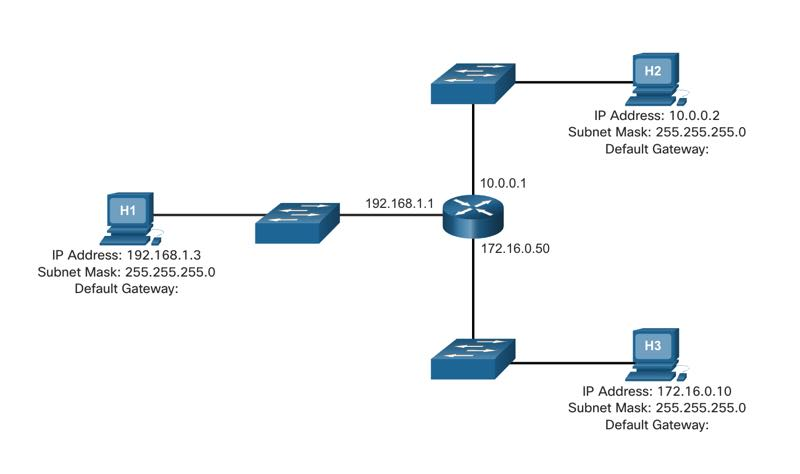 H2
IP Address: 10.0.0.2
Subnet Mask: 255.255.255.0
Default Gateway:
10.0.0.1
192.168.1.1
H1
172.16.0.50
IP Address: 192.168.1.3
Subnet Mask: 255.255.255.0
Default Gateway:
H3
IP Address: 172.16.0.10
Subnet Mask: 255.255.255.0
Default Gateway: